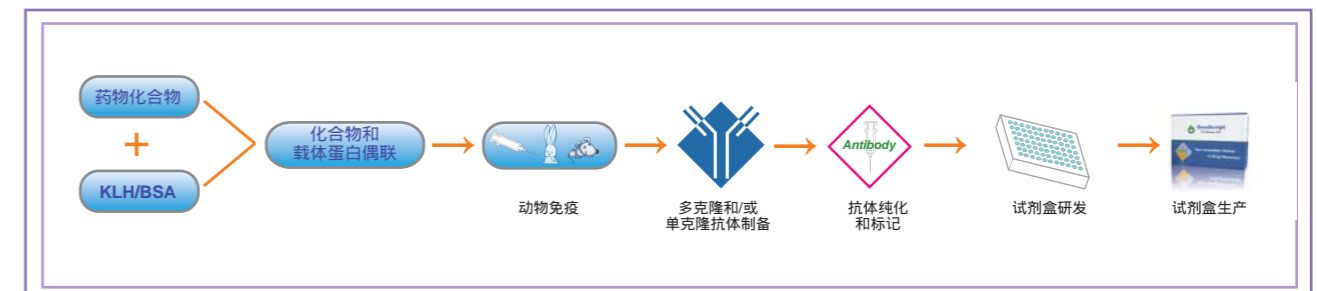 药物化合物
+
KLH/BSA
化合物和
载体蛋白偶联
动物免疫
多克隆和/或
单克隆抗体制备
Antibody
抗体纯化
和标记
试剂盒研发
GenScript
试剂盒生产